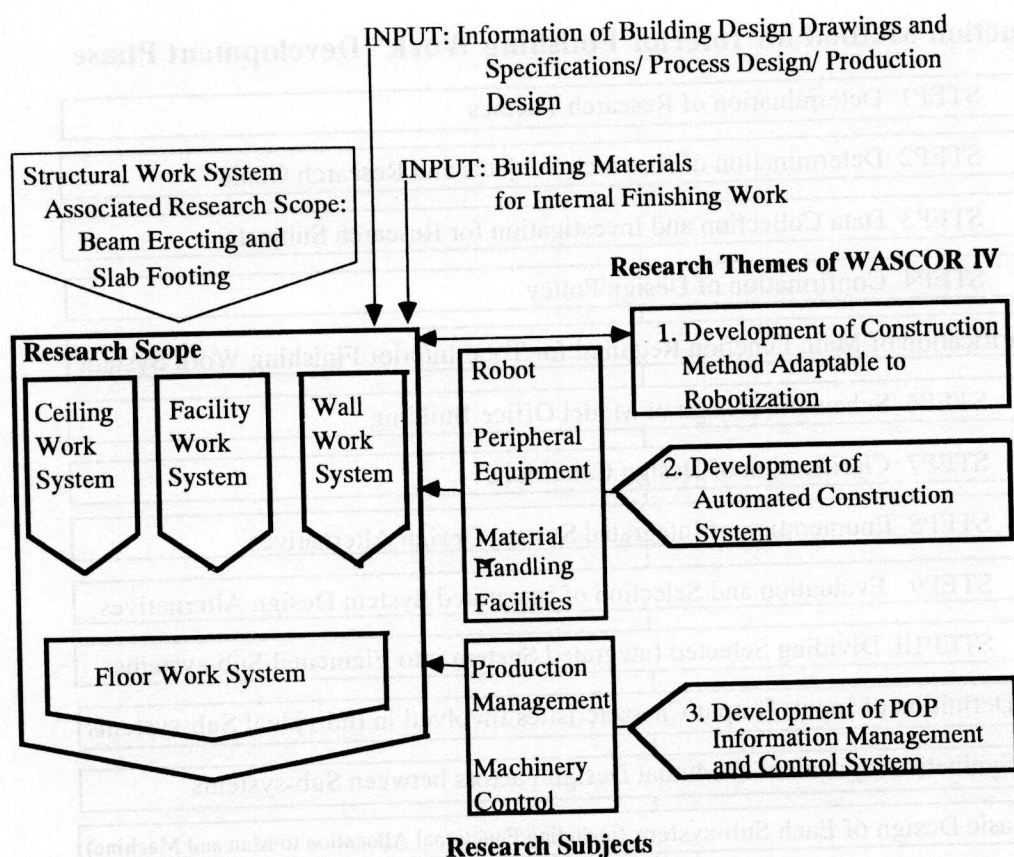 INPUT: Information of Building Design Drawings and
Specifications/ Process Design/ Production
Design
Structural Work System
Associated Research Scope:
Beam Erecting and
Slab Footing
INPUT: Building Materials
for Internal Finishing Work
Research Themes of WASCOR IV
Research Scope
Ceiling
Work
System
Facility
Work
System
Wall
Work
System
Floor Work System
Robot
Peripheral
Equipment
Material
Handling
Facilities
Production
Management
Machinery
Control
1. Development of Construction
Method Adaptable to
Robotization
2. Development of
Automated Construction
System
3. Development of POP
Information Management
and Control System
Research Subjects